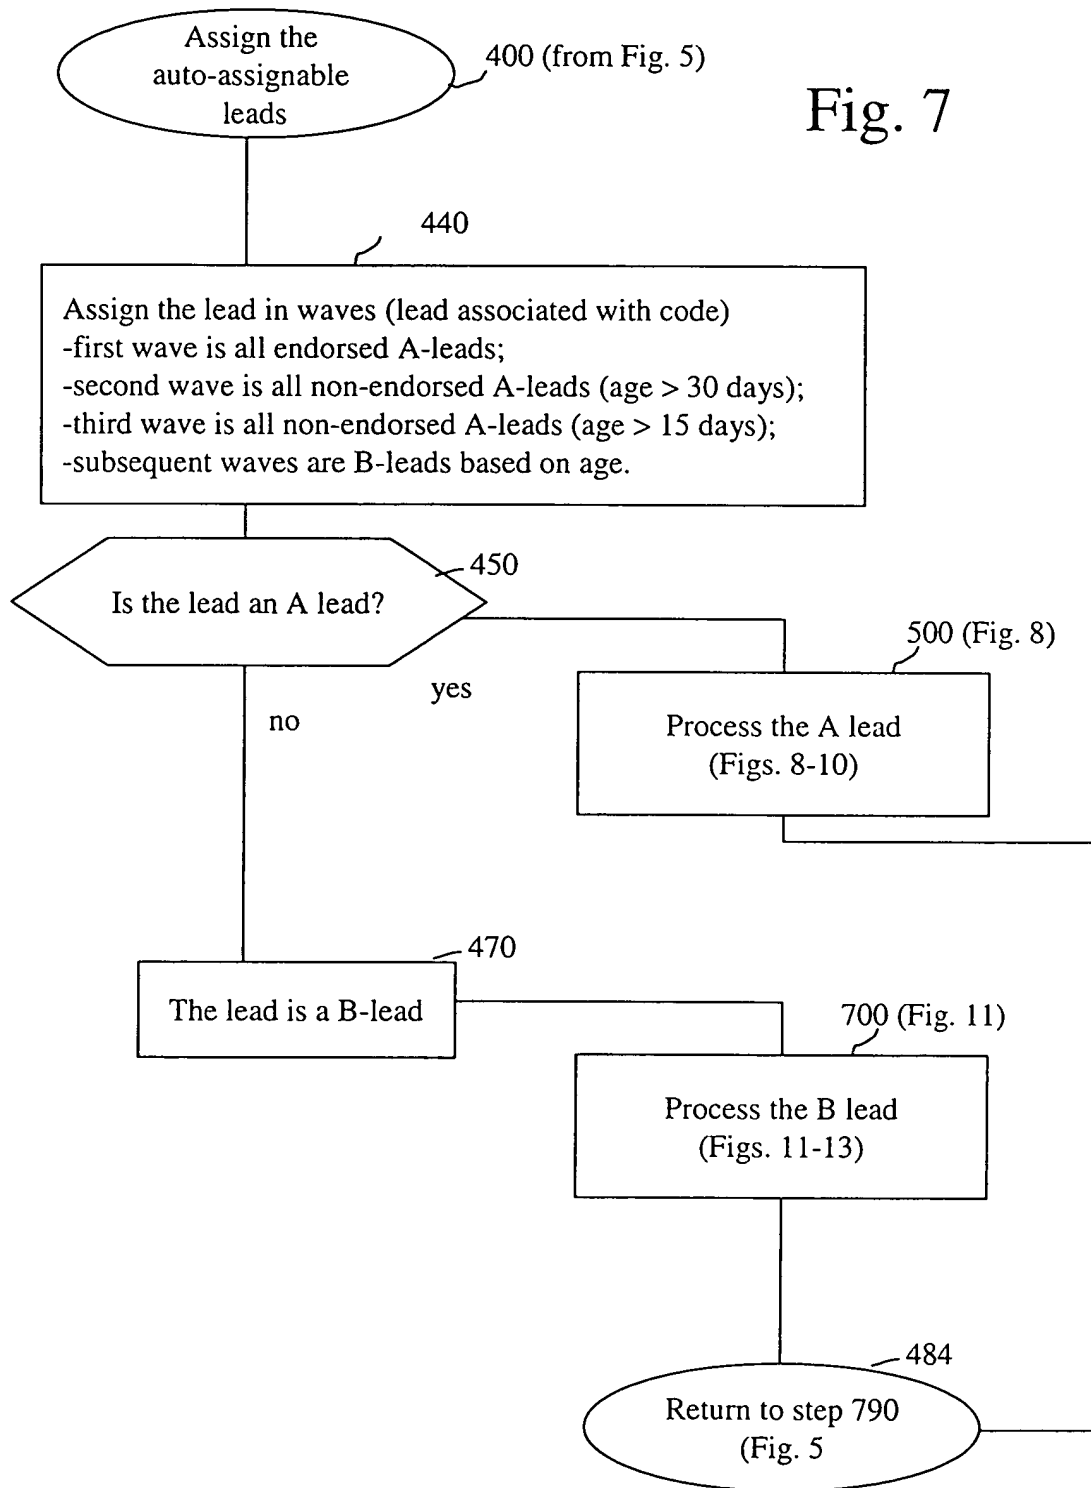 Assign the
auto-assignable
leads
400 (from Fig. 5)
Fig. 7
440
Assign the lead in waves (lead associated with code)
-first wave is all endorsed A-leads;
-second wave is all non-endorsed A-leads (age > 30 days);
-third wave is all non-endorsed A-leads (age > 15 days);
-subsequent waves are B-leads based on age.
450
Is the lead an A lead?
yes
no
500 (Fig. 8)
Process the A lead
(Figs. 8-10)
470
The lead is a B-lead
700 (Fig. 11)
Process the B lead
(Figs. 11-13)
484
Return to step 790
(Fig. 5